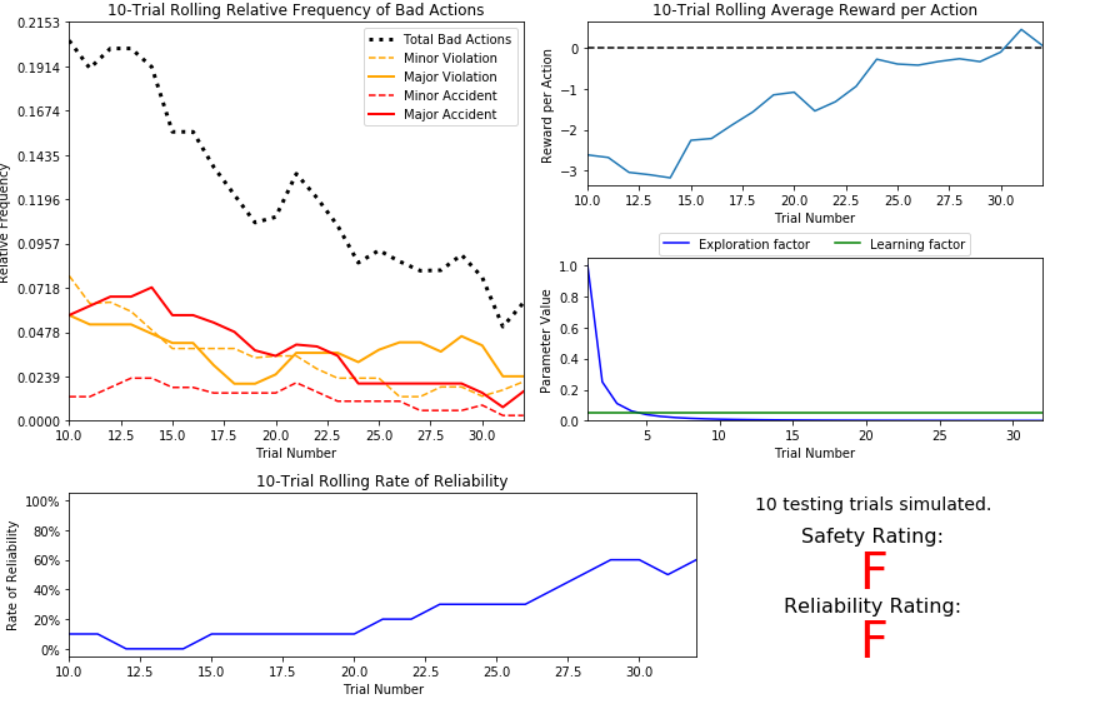 10-Trial Rolling Relative Frequency of Bad Actions
0.2153
0.1914
0.1674
0.1435
0.1196
0.0957
0.0718
0.0478
0.0239
0.0000
Relative Frequency
Total Bad Actions
Minor Violation
Major Violation
Minor Accident
Major Accident
10.0 12.5 15.0 17.5 20.0 22.5 25.0 27.5 30.0
Trial Number
10-Trial Rolling Average Reward per Action
0
−1
−2
−3
Reward per Action
10.0 12.5 15.0 17.5 20.0 22.5 25.0 27.5 30.0
Trial Number
Exploration factor Learning factor
1.0
0.8
0.6
0.4
0.2
0.0
Parameter Value
5 10 15 20 25 30
Trial Number
10-Trial Rolling Rate of Reliability
100%
80%
60%
40%
20%
0%
Rate of Reliability
10.0 12.5 15.0 17.5 20.0 22.5 25.0 27.5 30.0
Trial Number
10 testing trials simulated.
Safety Rating:
F
Reliability Rating:
F